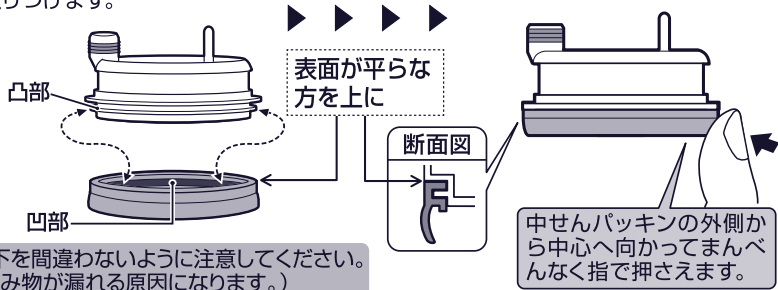 りつけます。
表面が平らな
方を上に
凸部
断面図
凹部
中せんパッキンの外側か
ら中心へ向かってまんべ
んなく指で押さえます。
下を間違わないように注意してください。
み物が漏れる原因になります。）